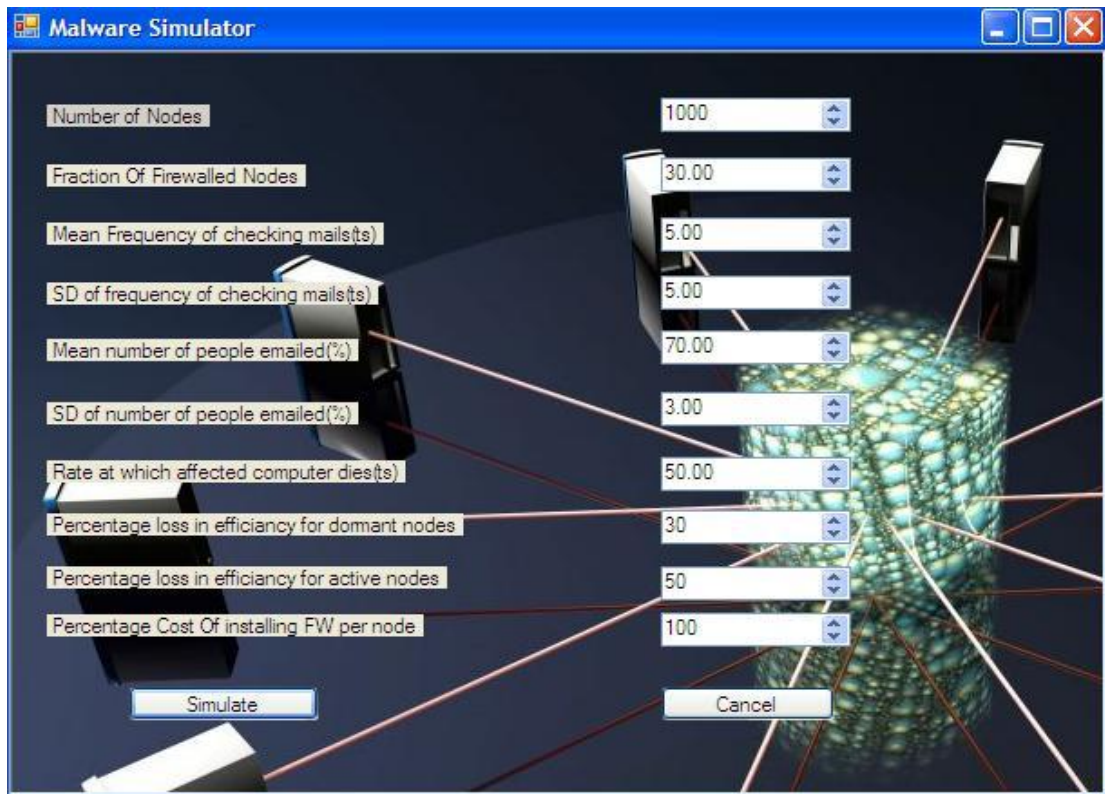 Malware Simulator
Number of Nodes 1000
Fraction Of Firewalled Nodes 30.00
Mean Frequency of checking mails(ts) 5.00
SD of frequency of checking mails(ts) 5.00
Mean number of people emailed(%) 70.00
SD of number of people emailed(%) 3.00
Rate at which affected computer dies(ts) 50.00
Percentage loss in efficiancy for dormant nodes 30
Percentage loss in efficiancy for active nodes 50
Percentage Cost Of installing FW per node 100
Simulate Cancel